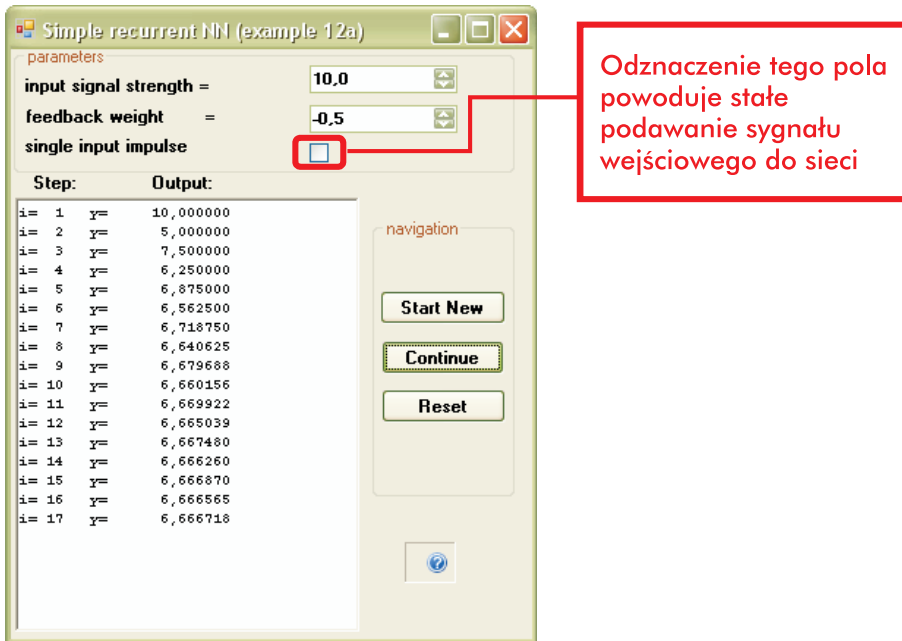 Simple recurrent NN (example 12a)
parameters
input signal strength = 10,0
feedback weight = -0,5
single input impulse
Odznaczenie tego pola
powoduje stałe
podawanie sygnału
wejściowego do sieci
Step: Output:
i= 1 y= 10,000000
i= 2 y= 5,000000
i= 3 y= 7,500000
i= 4 y= 6,250000
i= 5 y= 6,875000
i= 6 y= 6,562500
i= 7 y= 6,718750
i= 8 y= 6,640625
i= 9 y= 6,679688
i= 10 y= 6,660156
i= 11 y= 6,669922
i= 12 y= 6,665039
i= 13 y= 6,667480
i= 14 y= 6,666260
i= 15 y= 6,666870
i= 16 y= 6,666565
i= 17 y= 6,666718
navigation
Start New
Continue
Reset
?